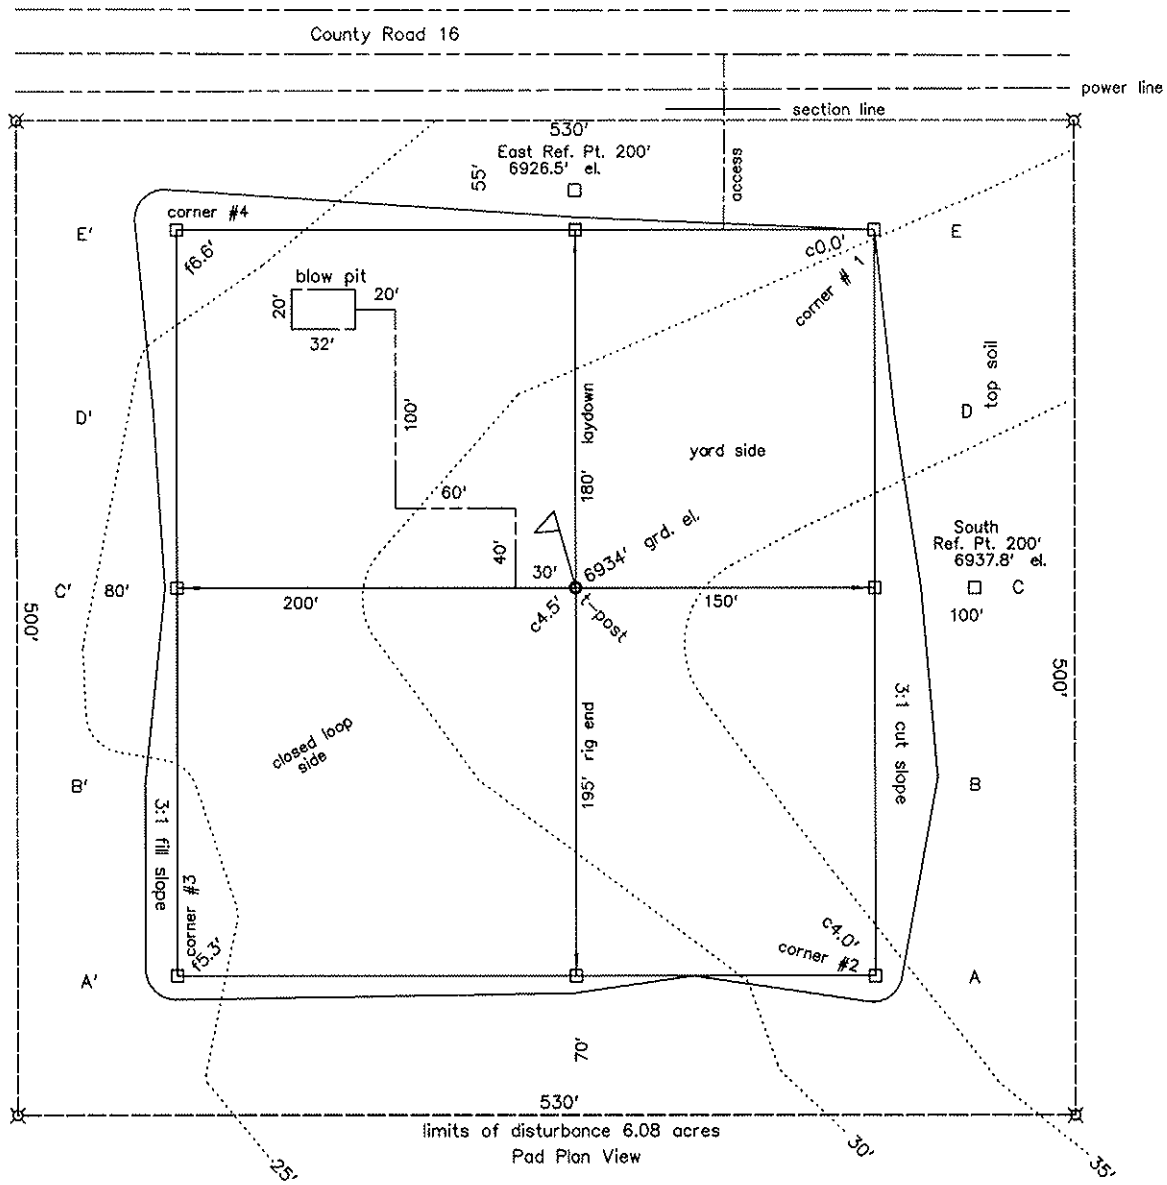 County Road 16
power line
section line
530'
East Ref. Pt. 200'
6926.5' el.
55'
access
corner #4
E'
E
f6.6'
c0.0'
corner # 1
blow pit
20'
20'
32'
top soil
D'
D
100'
laydown
180'
yard side
60'
40'
30'
6934' grd. el.
South
Ref. Pt. 200'
6937.8' el.
C'
80'
200'
c4.5'
t-post
150'
C
100'
500'
500'
3:1 cut slope
closed loop
side
195' rig end
B'
B
3:1 fill slope
corner #3
f5.3'
c4.0'
corner #2
A'
A
70'
530'
limits of disturbance 6.08 acres
Pad Plan View
25'
30'
35'